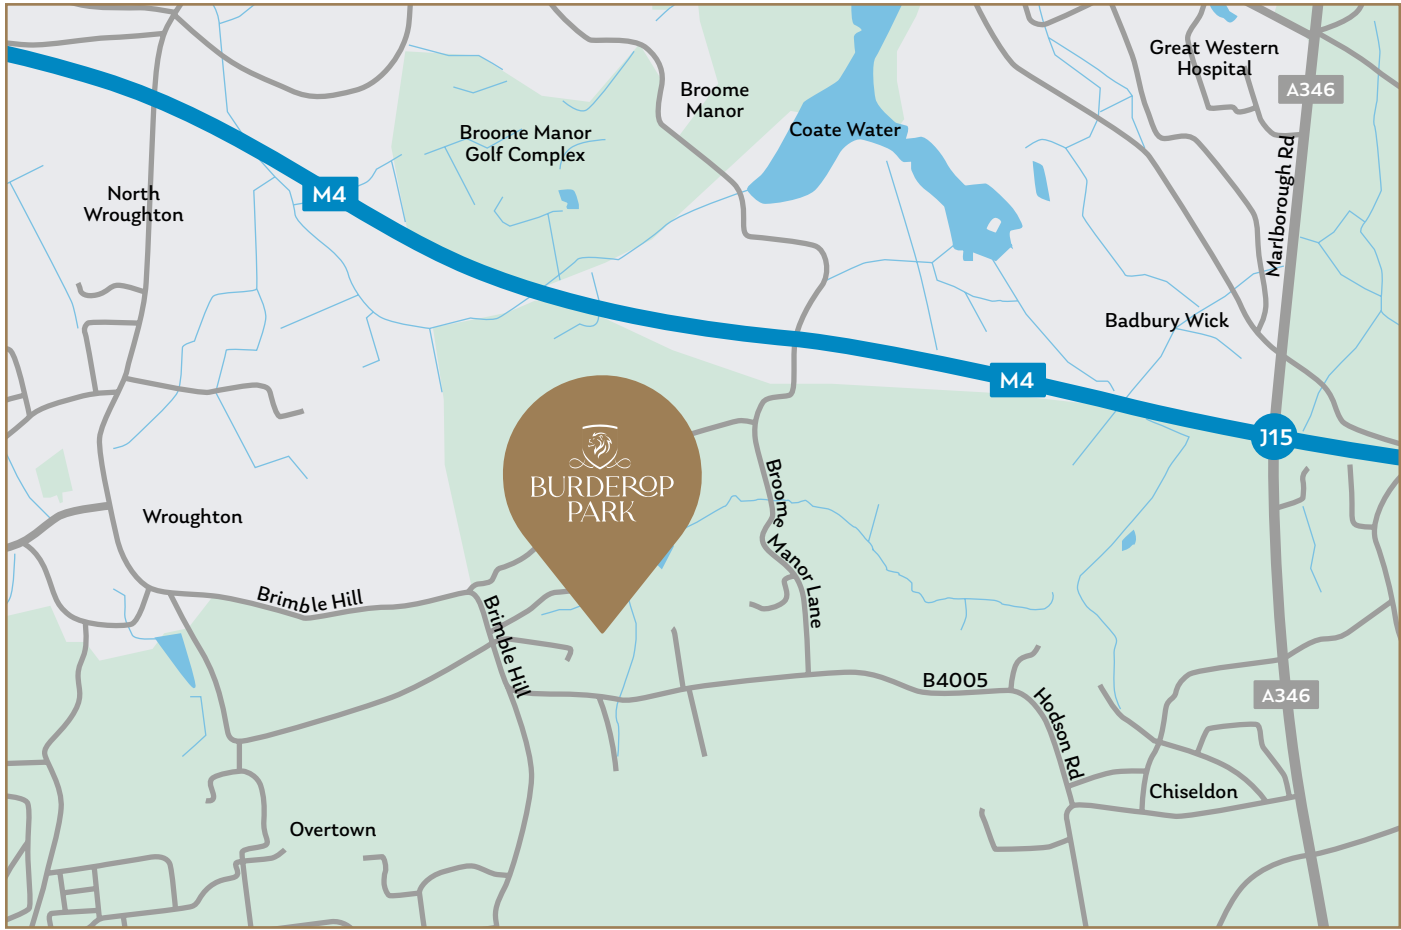 Great Western
Hospital
A346
Broome
Manor
Coate Water
Broome Manor
Golf Complex
Marlborough Rd
M4
North
Wroughton
Badbury Wick
M4
J15
BURDEROP
PARK
Broome Manor Lane
Wroughton
Brimble Hill
Brimble Hill
B4005
A346
Hodson Rd
Chiseldon
Overtown